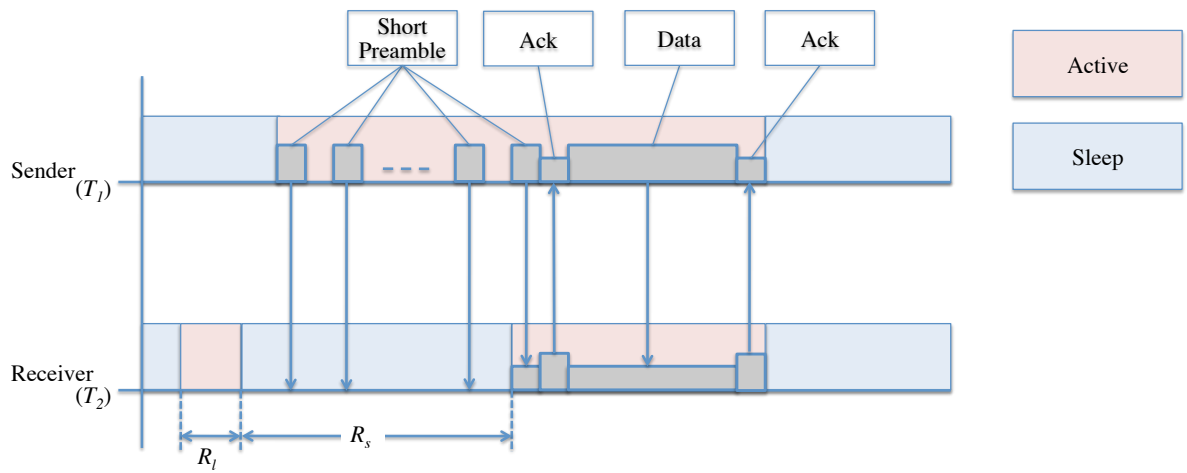 Short
Preamble
Ack
Data
Ack
Active
Sleep
Sender
(T1)
Receiver
(T2)
Rl
Rs